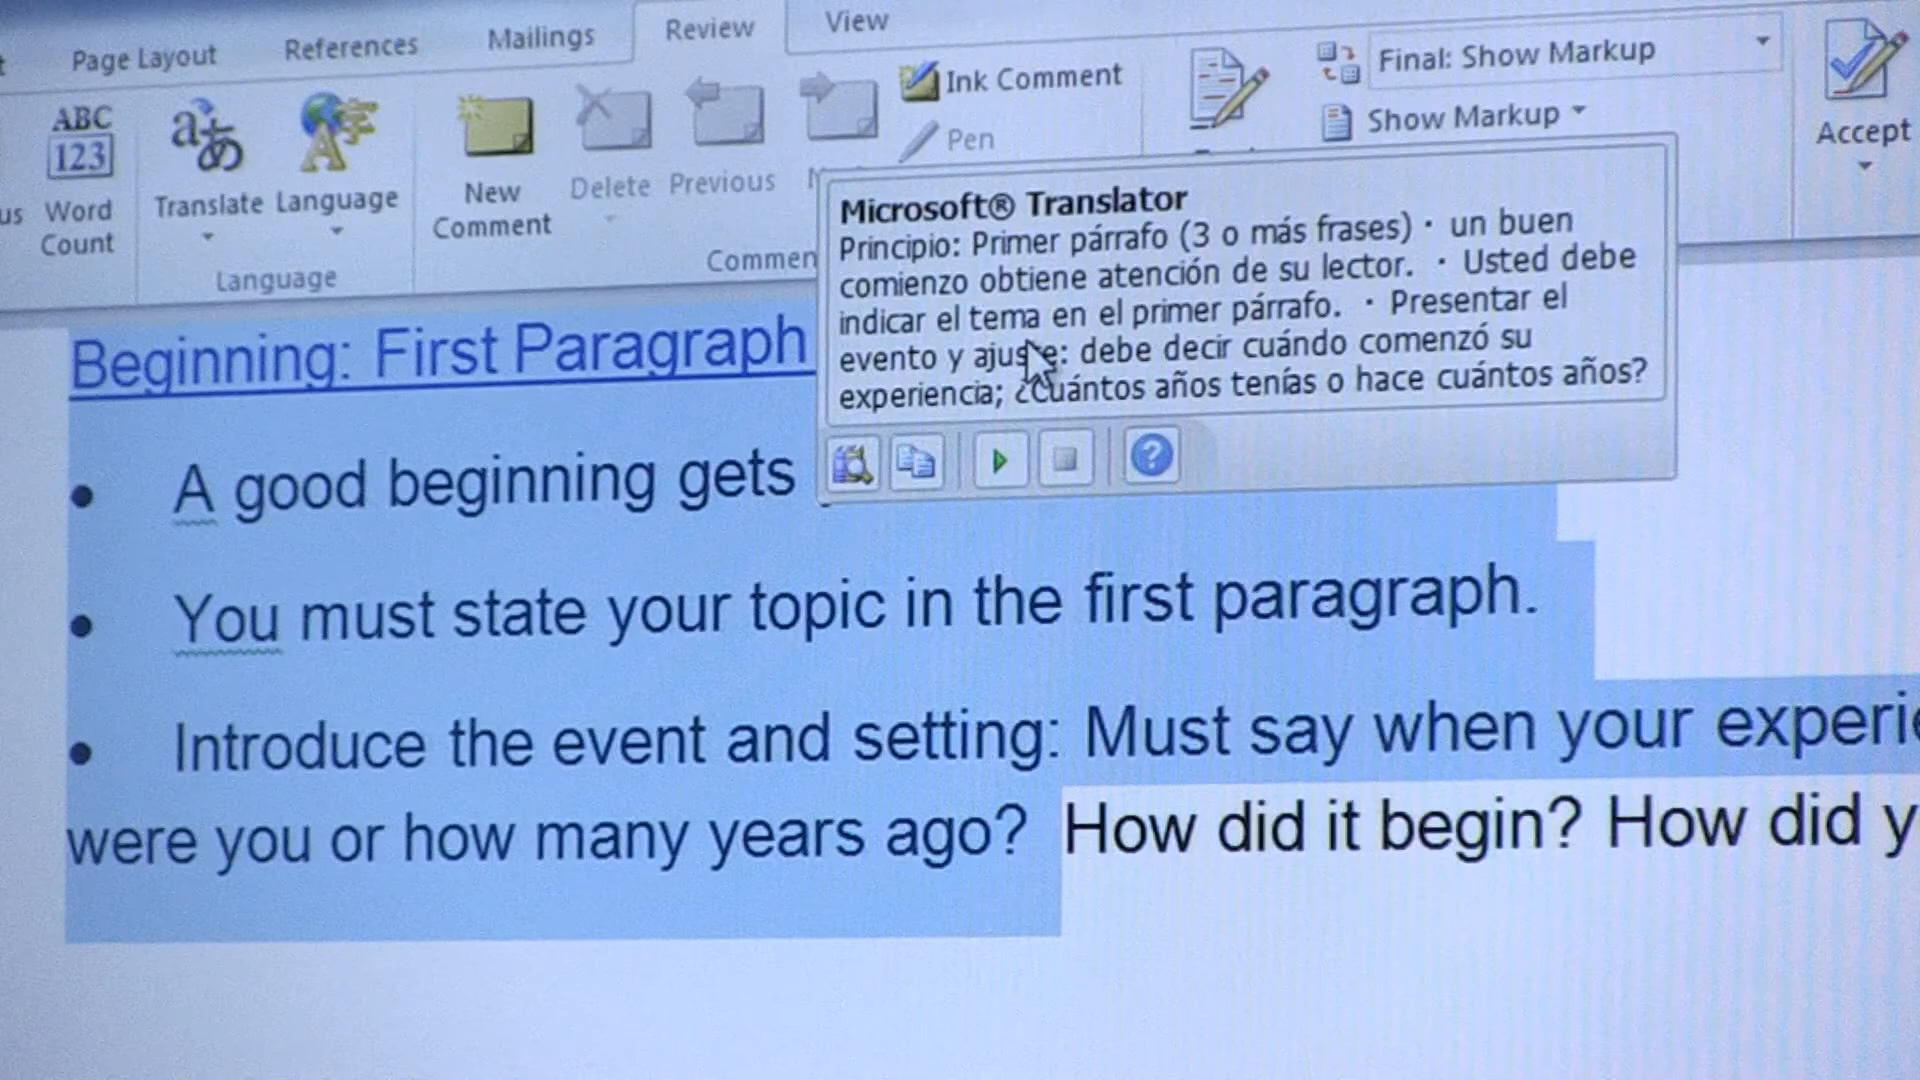 Page Layout References Mailings Review View
ABC
123
Word
Count
Translate
Language
Language
New
Comment
Delete
Previous
Commen
Ink Comment
Pen
Final: Show Markup
Show Markup
Accept
Microsoft® Translator
Principio: Primer párrafo (3 o más frases) · un buen
comienzo obtiene atención de su lector. · Usted debe
indicar el tema en el primer párrafo. · Presentar el
evento y ajuste: debe decir cuándo comenzó su
experiencia; ¿Cuántos años tenías o hace cuántos años?
Beginning: First Paragraph
• A good beginning gets
• You must state your topic in the first paragraph.
• Introduce the event and setting: Must say when your experie
were you or how many years ago? How did it begin? How did y